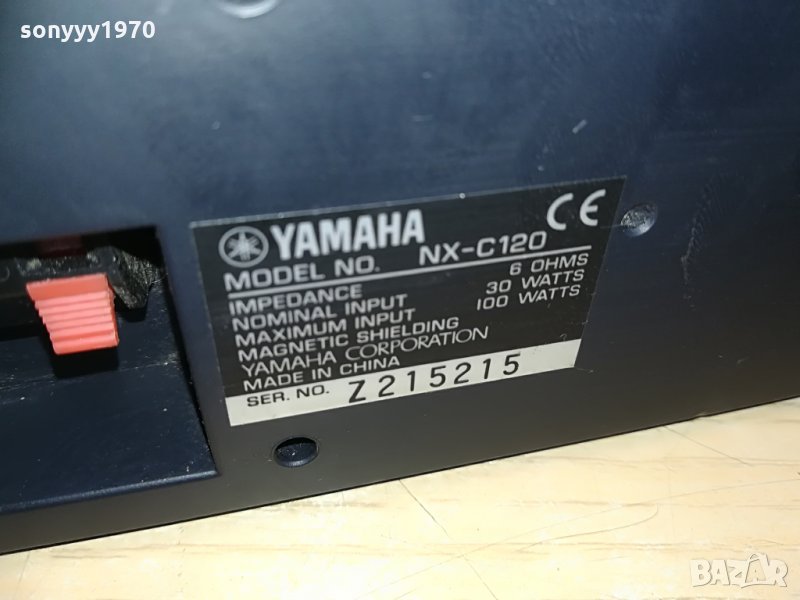 sonyyy1970
YAMAHA CE
MODEL NO. NX-C120
IMPEDANCE 6 OHMS
NOMINAL INPUT 30 WATTS
MAXIMUM INPUT 100 WATTS
MAGNETIC SHIELDING
YAMAHA CORPORATION
MADE IN CHINA
SER. NO. Z215215
BAZAR